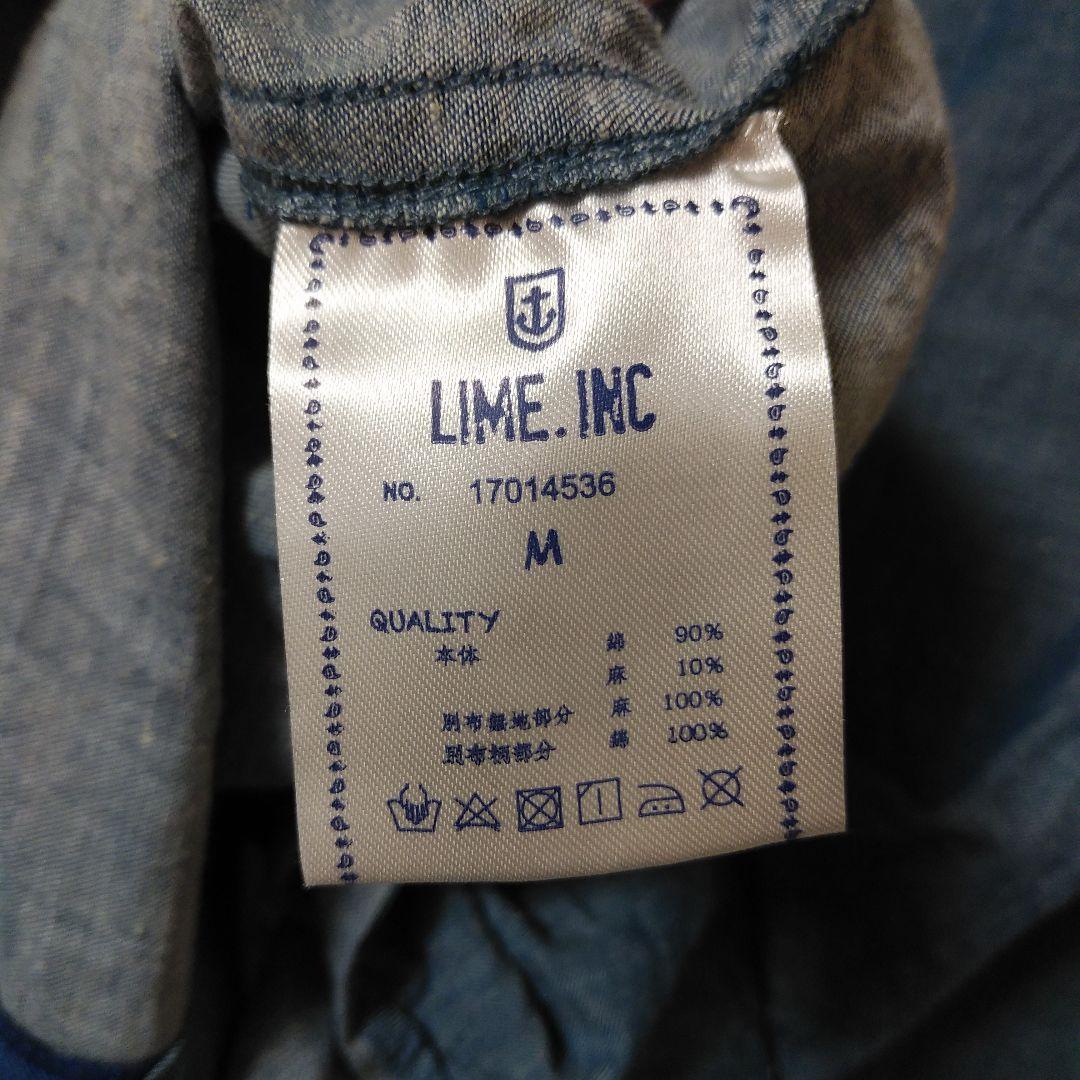 LIME.INC
NO. 17014536
M
QUALITY
本体 綿 90%
麻 10%
別布無地部分 麻 100%
別布柄部分 綿 100%